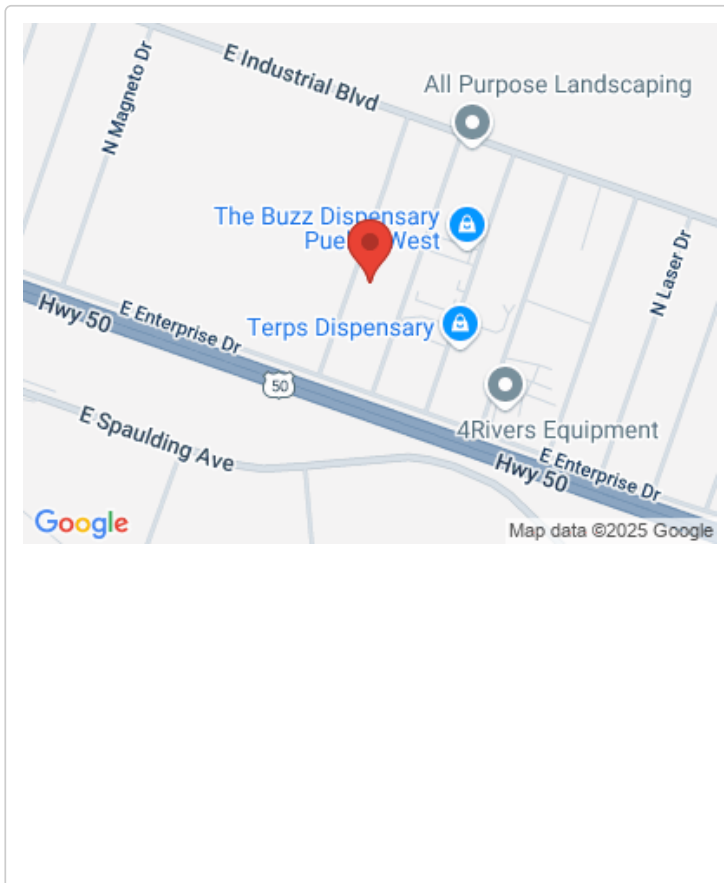 E Industrial Blvd
All Purpose Landscaping
N Magneto Dr
The Buzz Dispensary
West
N Laser Dr
Hwy 50
E Enterprise Dr
Terps Dispensary
50
E Spaulding Ave
4Rivers Equipment
Hwy 50
E Enterprise Dr
Google
Map data ©2025 Google